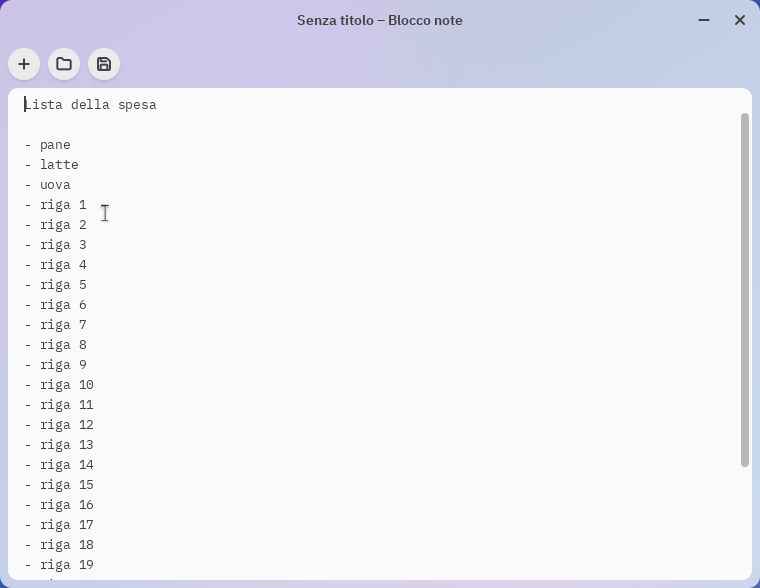 Senza titolo – Blocco note
Lista della spesa
- pane
- latte
- uova
- riga 1
- riga 2
- riga 3
- riga 4
- riga 5
- riga 6
- riga 7
- riga 8
- riga 9
- riga 10
- riga 11
- riga 12
- riga 13
- riga 14
- riga 15
- riga 16
- riga 17
- riga 18
- riga 19